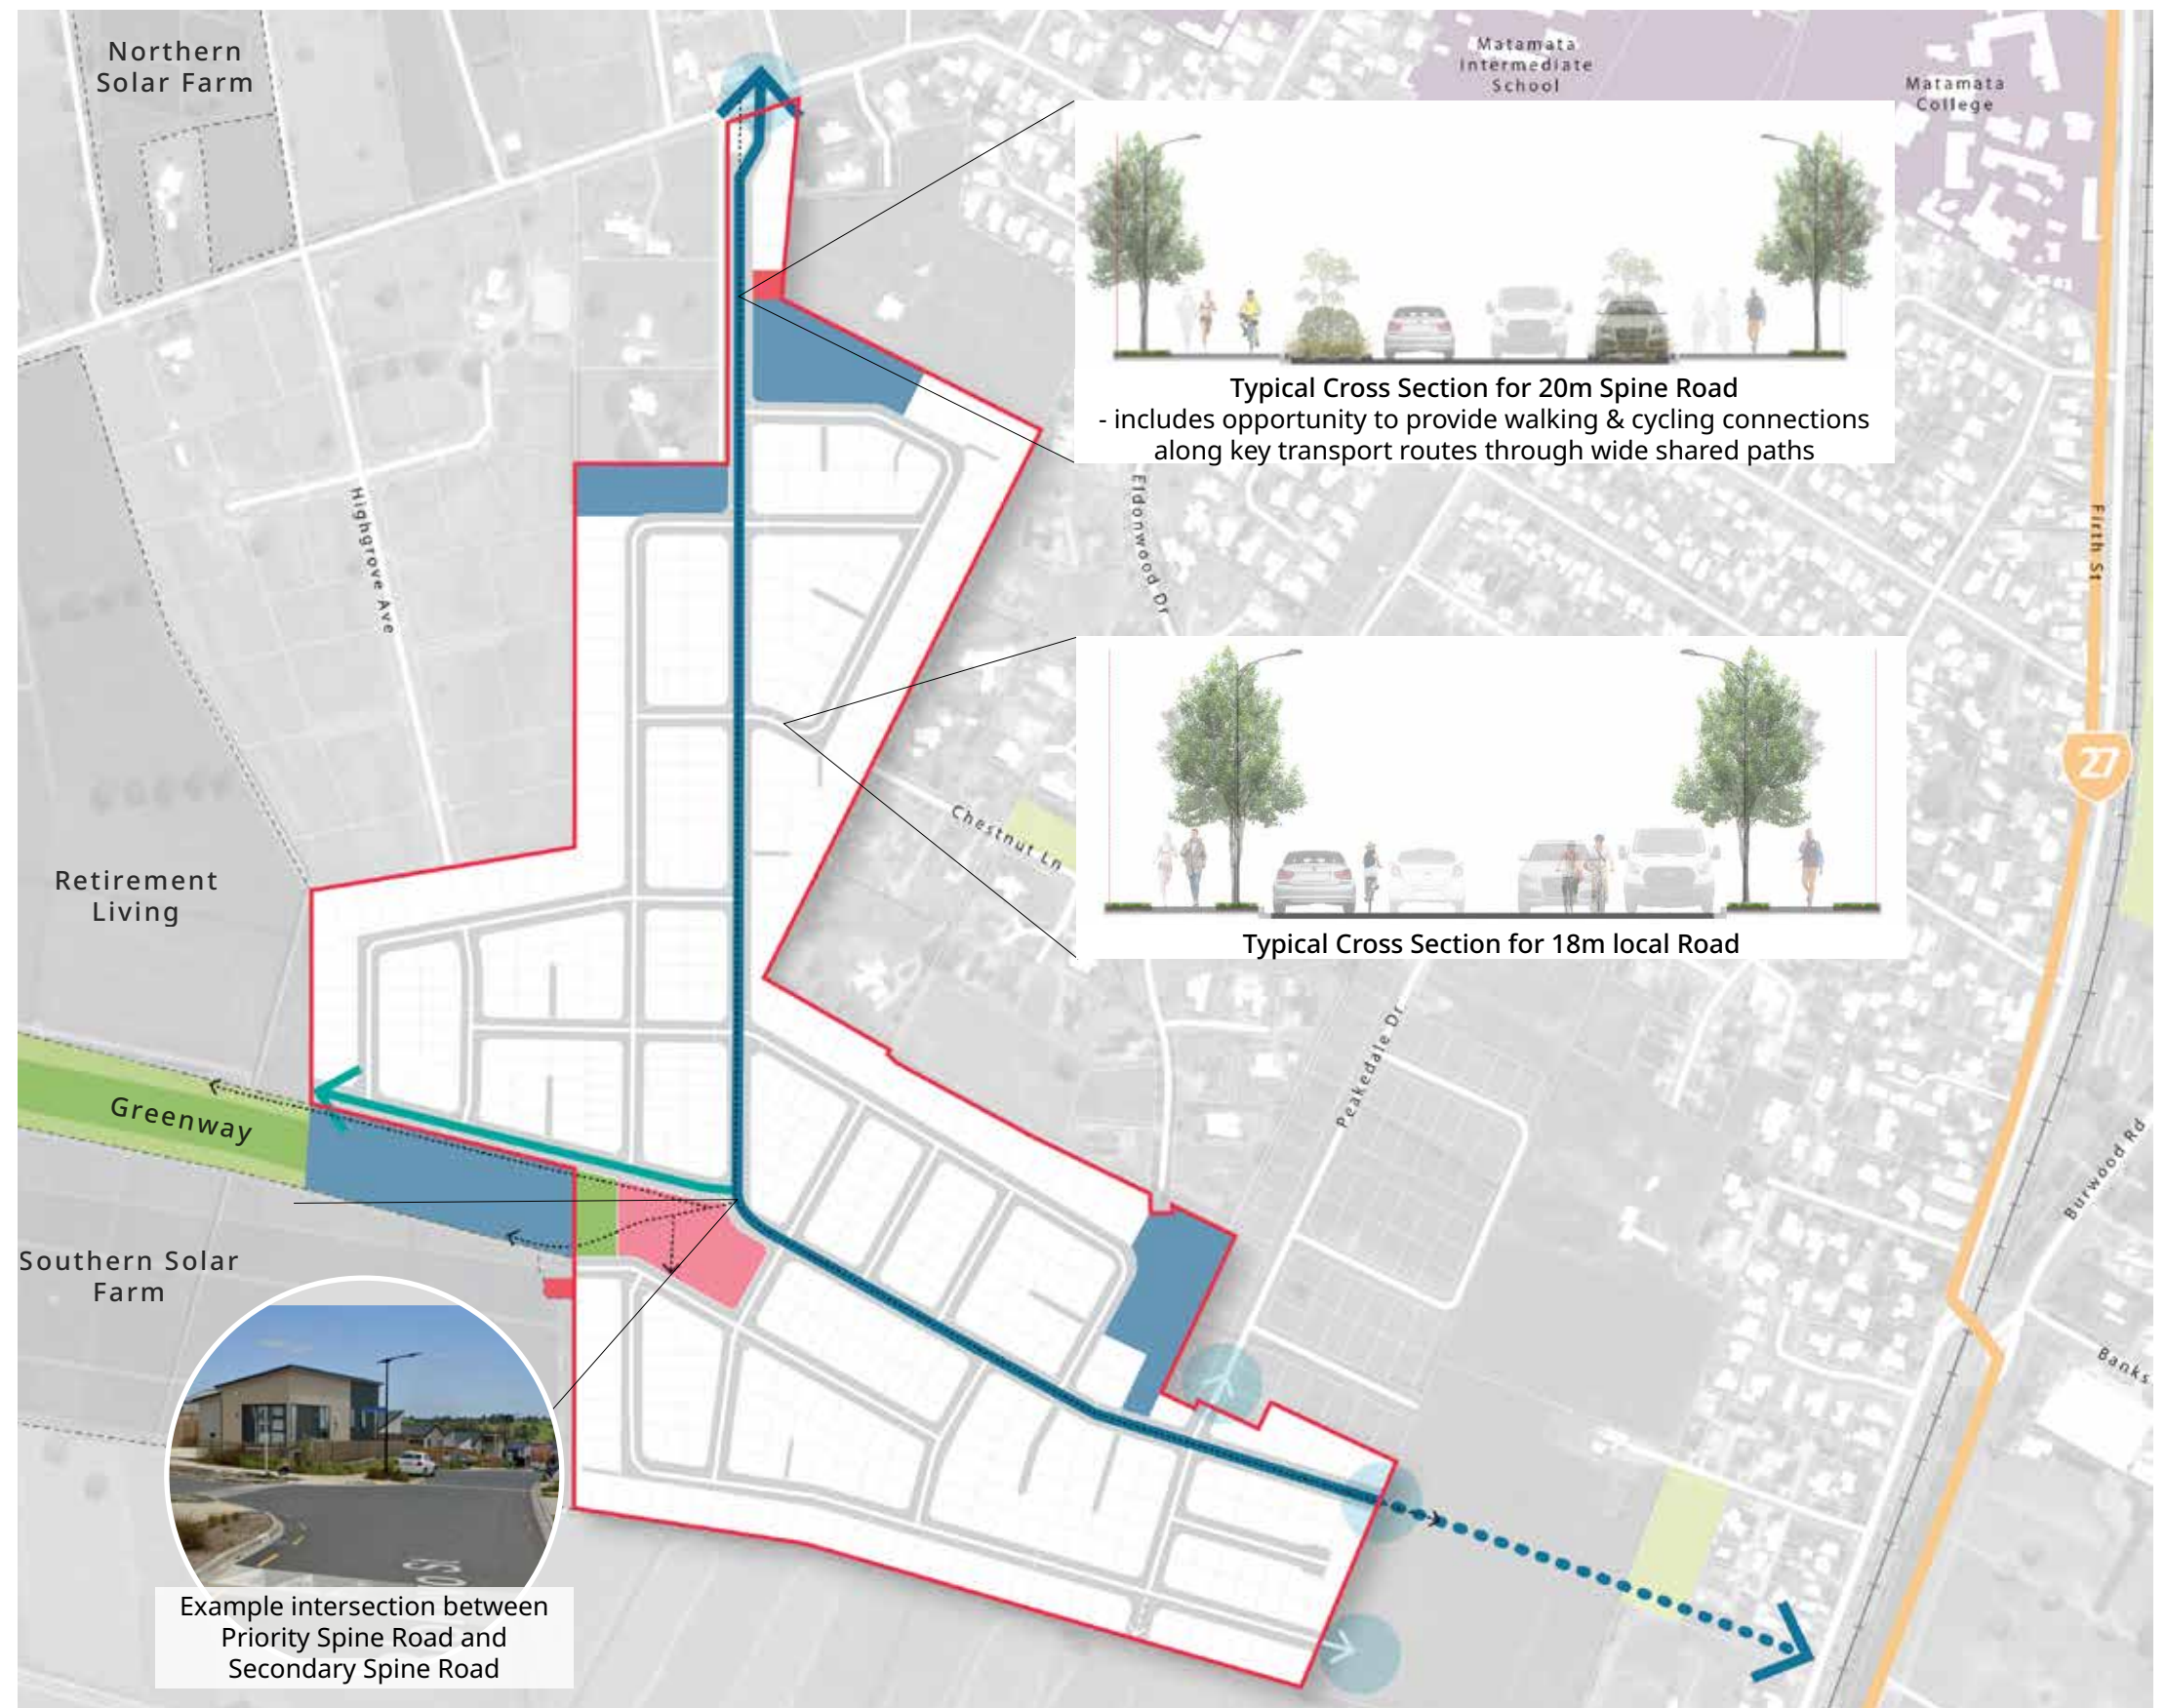 Northern
Solar Farm
Matamata
Intermediate
School
Matamata
College
Typical Cross Section for 20m Spine Road
- includes opportunity to provide walking & cycling connections
along key transport routes through wide shared paths
Highgrove Ave
Eldonwood Dr
Firth St
27
Chestnut Ln
Typical Cross Section for 18m local Road
Retirement
Living
Greenway
Peakedale Dr
Burwood Rd
Southern Solar
Farm
Banks
Example intersection between
Priority Spine Road and
Secondary Spine Road